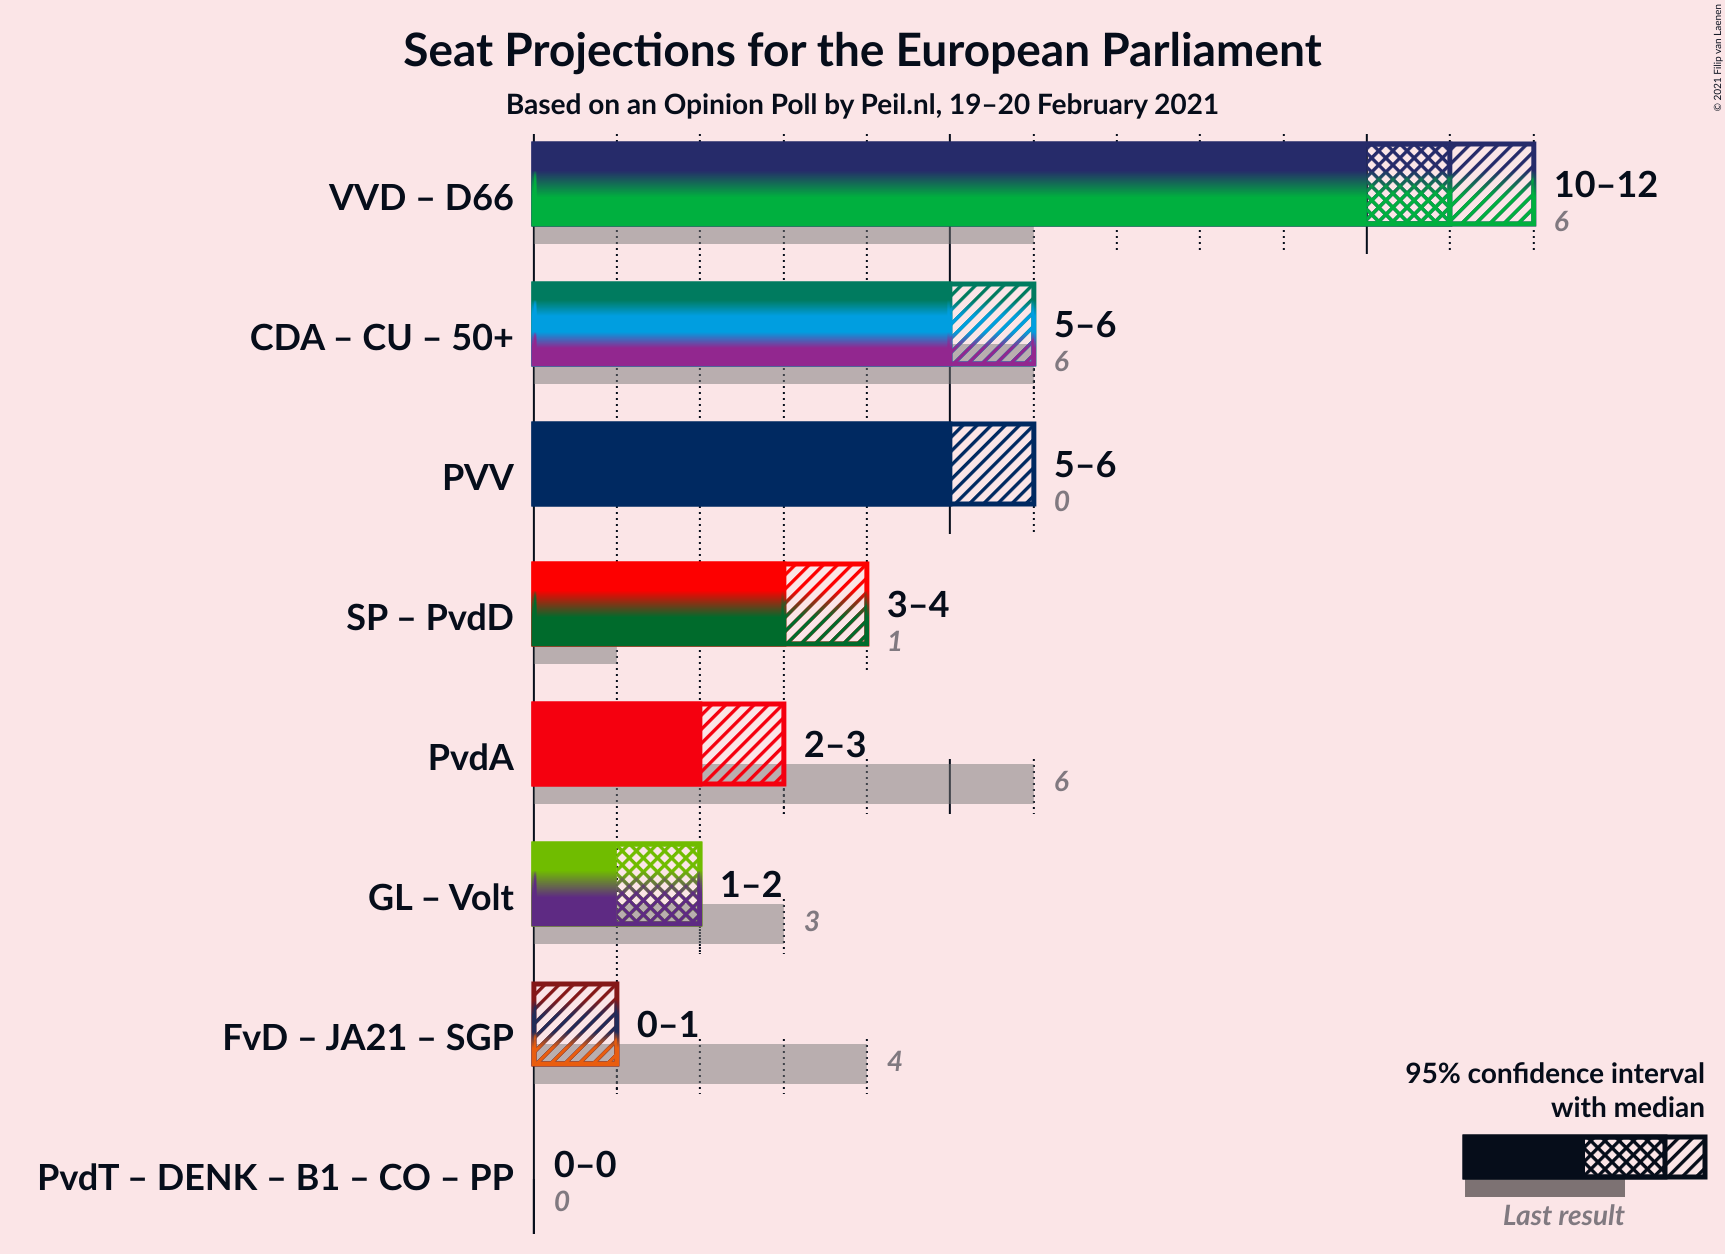 Seat Projections for the European Parliament
Based on an Opinion Poll by Peil.nl, 19–20 February 2021
© 2021 Filip van Laenen
VVD – D66
10–12
6
CDA – CU – 50+
5–6
6
PVV
5–6
0
SP – PvdD
3–4
1
PvdA
2–3
6
GL – Volt
1–2
3
FvD – JA21 – SGP
0–1
4
PvdT – DENK – B1 – CO – PP
0–0
0
95% confidence interval
with median
Last result